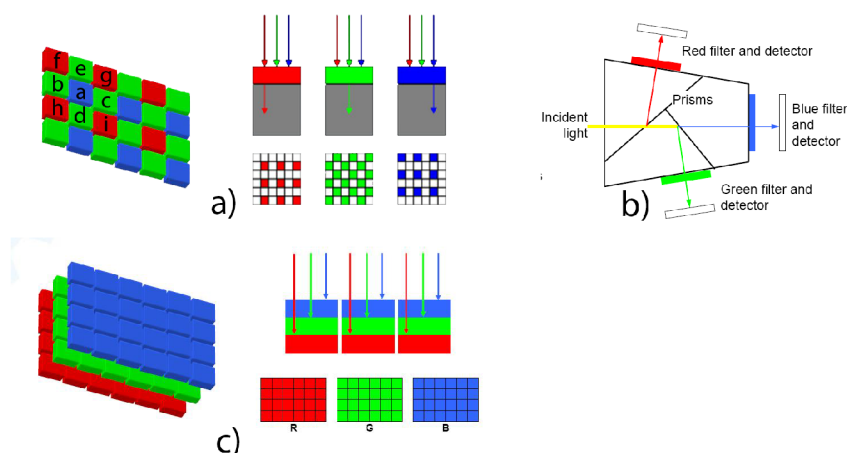 f e g
b a c
h d i
a)
Red filter and detector
Prisms
Incident
light
Blue filter
and
detector
Green filter and
detector
b)
R G B
c)